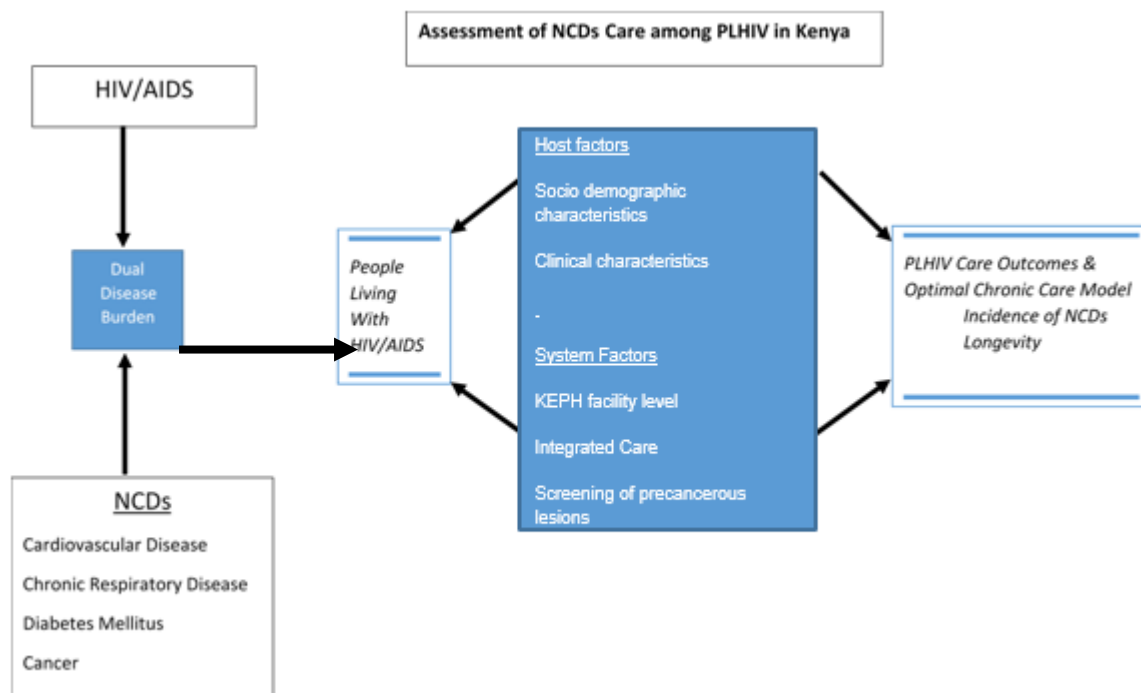 Assessment of NCDs Care among PLHIV in Kenya
HIV/AIDS
Dual
Disease
Burden
NCDs
Cardiovascular Disease
Chronic Respiratory Disease
Diabetes Mellitus
Cancer
People
Living
With
HIV/AIDS
Host factors
Socio demographic
characteristics
Clinical characteristics
-
System Factors
KEPH facility level
Integrated Care
Screening of precancerous
lesions
PLHIV Care Outcomes &
Optimal Chronic Care Model
Incidence of NCDs
Longevity